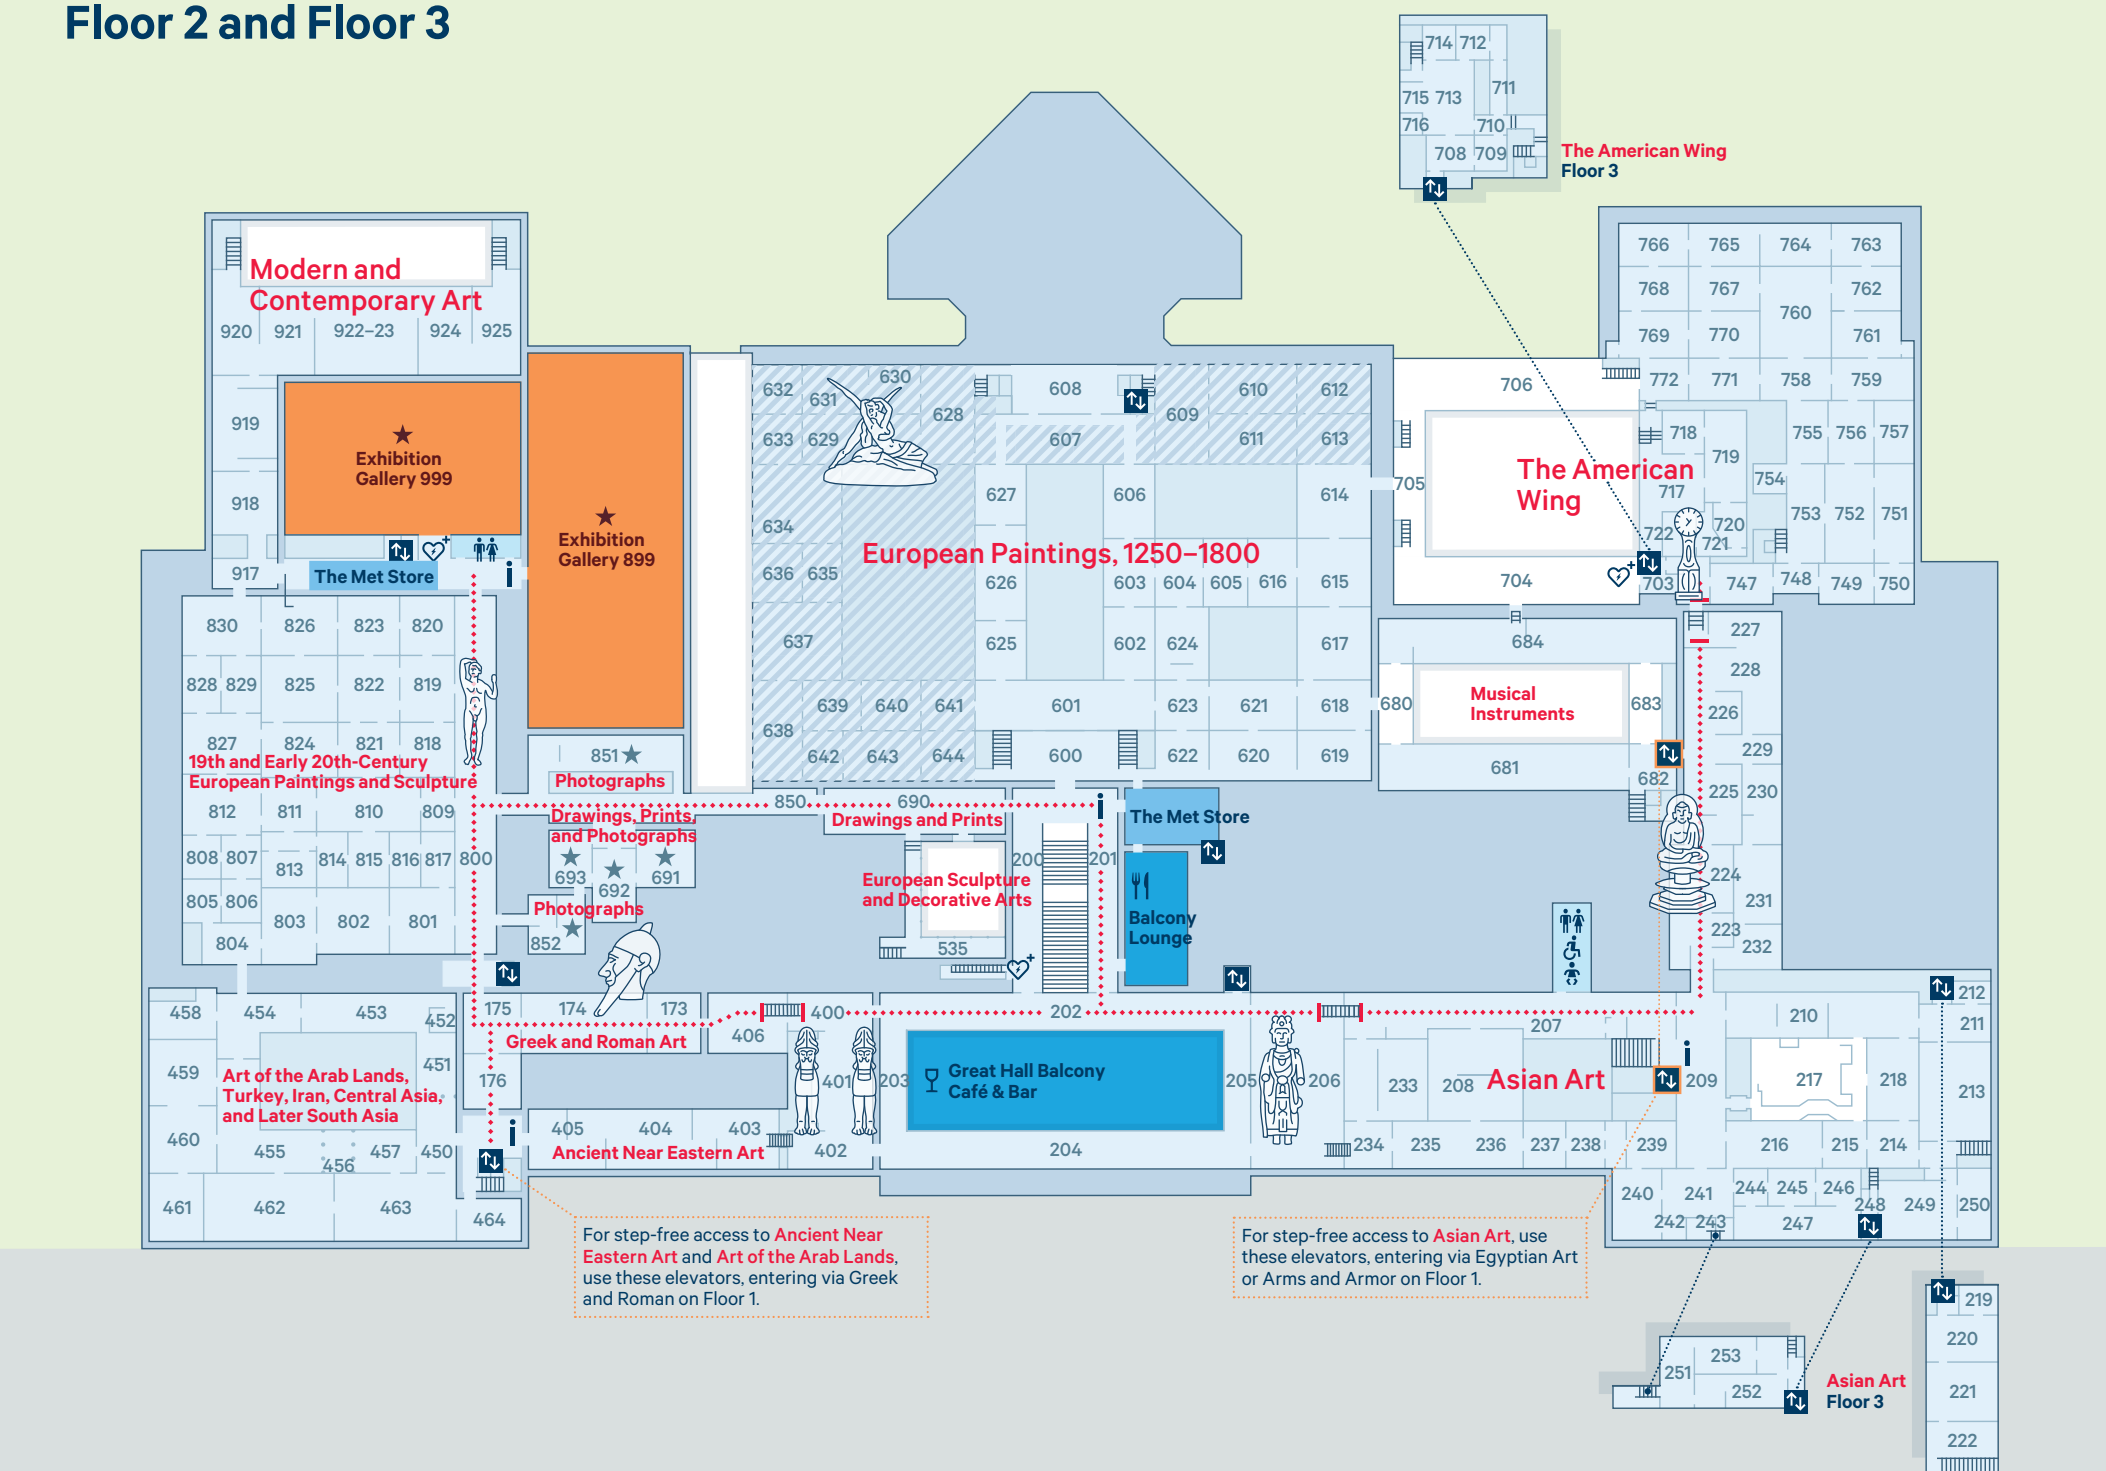 Floor 2 and Floor 3
714 712
711
715 713
716
710
708 709
The American Wing
Floor 3
Modern and
Contemporary Art
920 921 922–23 924 925
919
918
917
Exhibition
Gallery 999
The Met Store
i
Exhibition
Gallery 899
830 826 823 820
828 829 825 822 819
827 824 821 818
19th and Early 20th-Century
European Paintings and Sculpture
812 811 810 809
808 807 813 814 815 816 817 800
805 806 803 802 801
804
851
Photographs
850
690
Drawings, Prints,
and Photographs
Drawings and Prints
693 692 691
Photographs
852
632 631 630 628
633 629
634
636 635
637
638 639 640 641
642 643 644
608
607
609 610 612
611 613
627 606 614
European Paintings, 1250–1800
626 603 604 605 616 615
625 602 624 617
601 623 621 618
600 622 620 619
i
The Met Store
200 201
European Sculpture
and Decorative Arts
535
Balcony
Lounge
706
705
704
703
The American
Wing
766 765 764 763
768 767 760 762
769 770 761
772 771 758 759
718 719 755 756 757
717 754
722 720 721 753 752 751
747 748 749 750
684
680 683
Musical
Instruments
681 682
227
228
226
229
225 230
224
231
223
232
458 454 453 452
459 451
Art of the Arab Lands,
Turkey, Iran, Central Asia,
and Later South Asia
460 455 456 457 450
461 462 463 464
175 174 173
Greek and Roman Art
176
406 400
401
i
405 404 403 402
Ancient Near Eastern Art
202
203
Great Hall Balcony
Café & Bar
205
204
206
207
233 208
Asian Art
i
209
234 235 236 237 238 239
210 212
211
217 218 213
216 215 214
240 241 244 245 246 248 249 250
242 243 247
For step-free access to Ancient Near
Eastern Art and Art of the Arab Lands,
use these elevators, entering via Greek
and Roman on Floor 1.
For step-free access to Asian Art, use
these elevators, entering via Egyptian Art
or Arms and Armor on Floor 1.
253
251
252
Asian Art
Floor 3
219
220
221
222